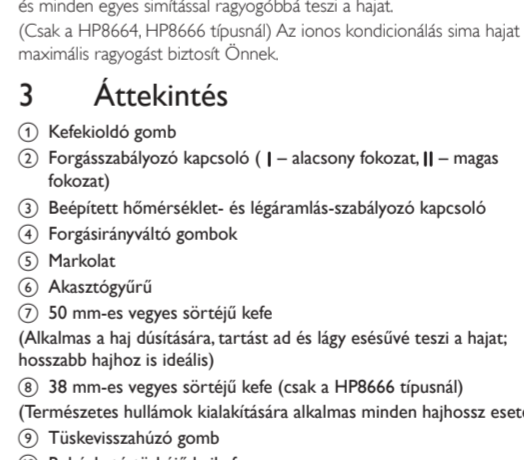 és minden egyes simítással ragyogóbbá teszi a hajat.
(Csak a HP8664, HP8666 típusnál) Az ionos kondicionálás sima hajat
maximális ragyogást biztosít Önnek.
3 Áttekintés
① Kefekioldó gomb
② Forgásszabályozó kapcsoló ( I – alacsony fokozat, II – magas
fokozat)
③ Beépített hőmérséklet- és légáramlás-szabályozó kapcsoló
④ Forgásirányváltó gombok
⑤ Markolat
⑥ Akasztógyűrű
⑦ 50 mm-es vegyes sörtéjű kefe
(Alkalmas a haj dúsítására, tartást ad és lágy esésűvé teszi a hajat;
hosszabb hajhoz is ideális)
⑧ 38 mm-es vegyes sörtéjű kefe (csak a HP8666 típusnál)
(Természetes hullámok kialakítására alkalmas minden hajhossz eseté
⑨ Tüskevisszahúzó gomb